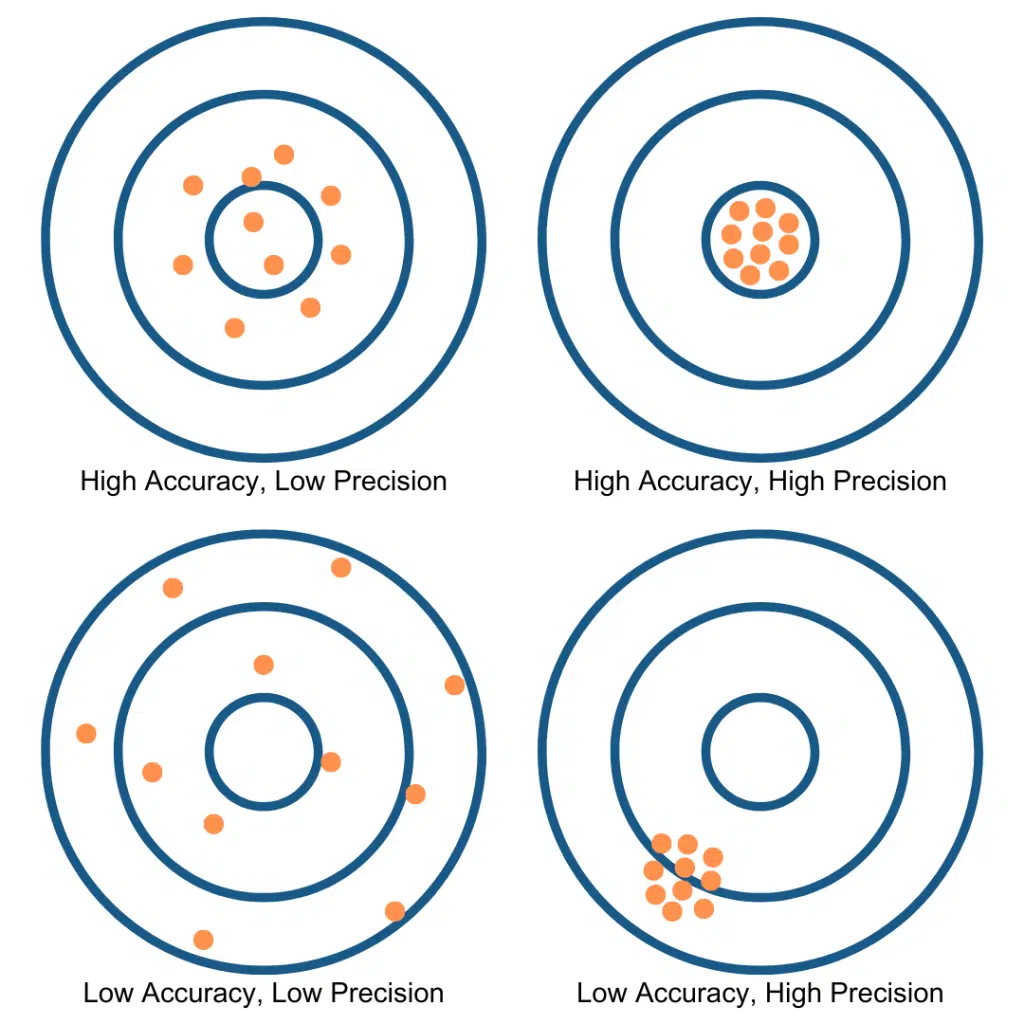 High Accuracy, Low Precision
High Accuracy, High Precision
Low Accuracy, Low Precision
Low Accuracy, High Precision